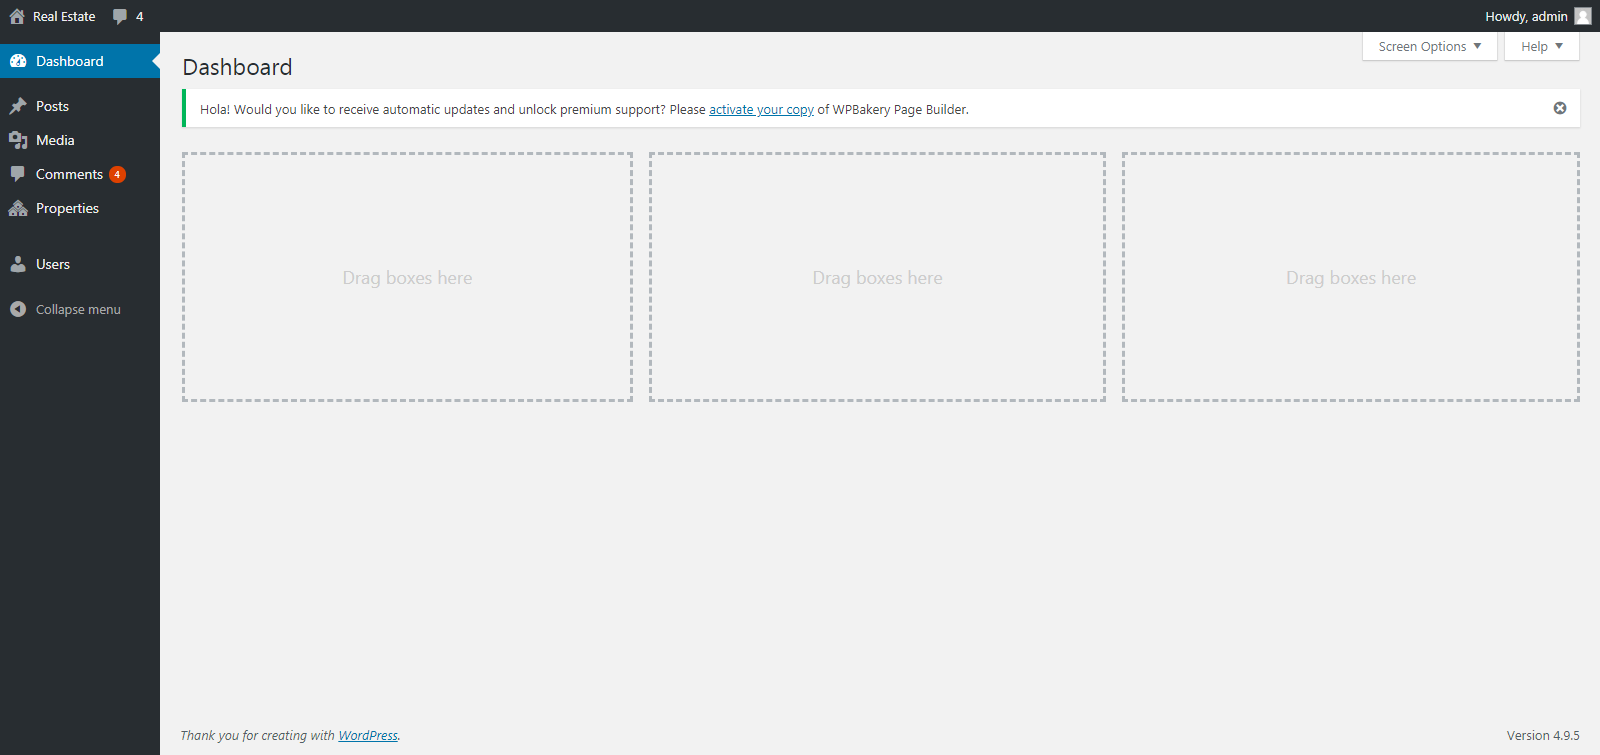 Real Estate 4 Howdy, admin
Screen Options Help
Dashboard
Posts
Media
Comments 4
Properties
Users
Collapse menu
Dashboard
Hola! Would you like to receive automatic updates and unlock premium support? Please activate your copy of WPBakery Page Builder.
Drag boxes here
Drag boxes here
Drag boxes here
Thank you for creating with WordPress.
Version 4.9.5